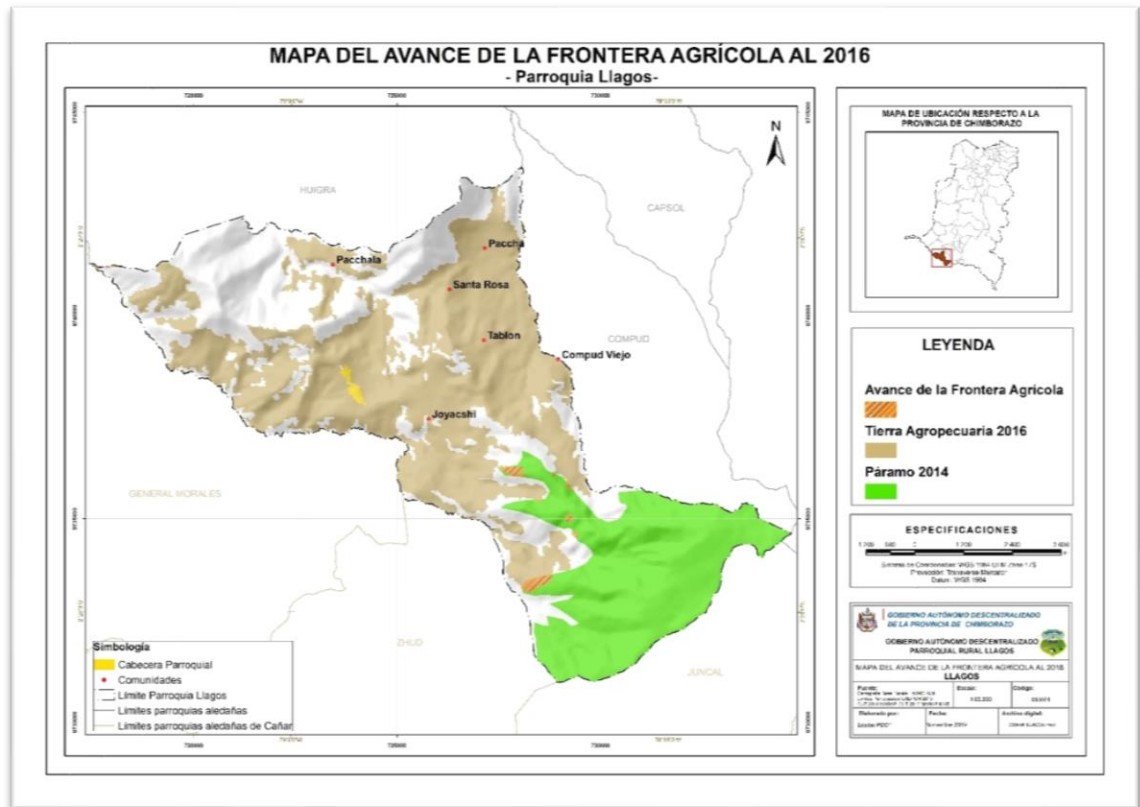 MAPA DEL AVANCE DE LA FRONTERA AGRÍCOLA AL 2016
- Parroquia Llagos-
N
HUIGRA
CAPSOL
Paccha
Pacchala
Santa Rosa
Tablon
COMPUD
Compud Viejo
Joyacshi
GENERAL MORALES
ZHUD
JUNCAL
Simbología
Cabecera Parroquial
Comunidades
Límite Parroquia Llagos
Límites parroquias aledañas
Límites parroquias aledañas de Cañar
MAPA DE UBICACIÓN RESPECTO A LA
PROVINCIA DE CHIMBORAZO
LEYENDA
Avance de la Frontera Agrícola
Tierra Agropecuaria 2016
Páramo 2014
ESPECIFICACIONES
GOBIERNO AUTÓNOMO DESCENTRALIZADO
DE LA PROVINCIA DE CHIMBORAZO
GOBIERNO AUTÓNOMO DESCENTRALIZADO
PARROQUIAL RURAL LLAGOS
MAPA DEL AVANCE DE LA FRONTERA AGRÍCOLA AL 2016
LLAGOS
Fuente:
Escala:
Código:
Elaborado por:
Fecha:
Archivo digital: